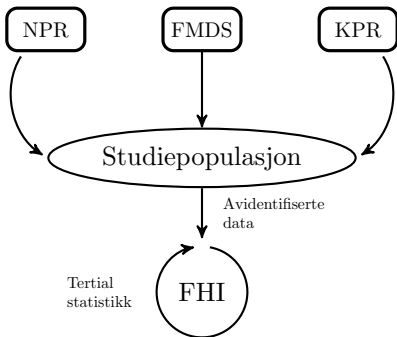 NPR
FMDS
KPR
Studiepopulasjon
Avidentifiserte
data
Tertial
statistikk
FHI